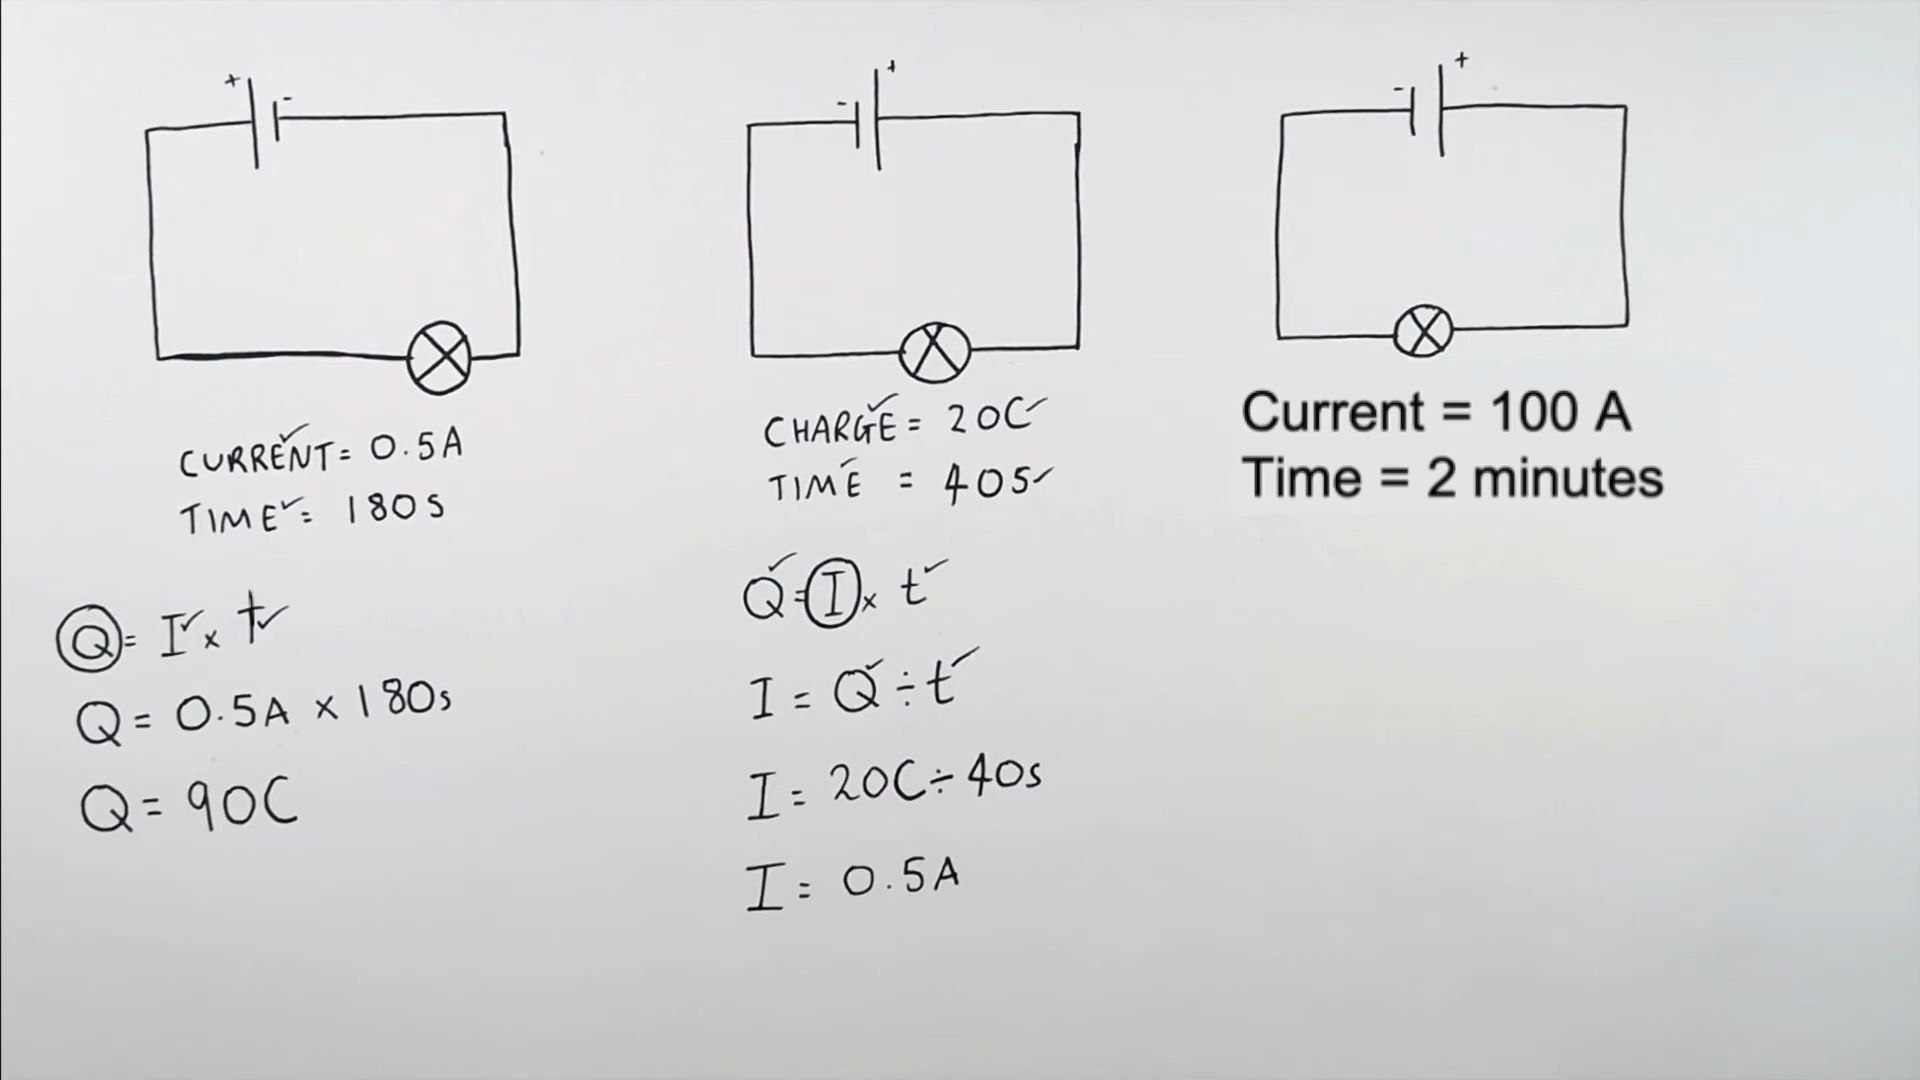 + -
- +
- +
CURRENT = 0.5A
TIME = 180s
Q = I × t
Q = 0.5A × 180s
Q = 90C
CHARGE = 20C
TIME = 40s
Q = I × t
I = Q ÷ t
I = 20C ÷ 40s
I = 0.5A
Current = 100 A
Time = 2 minutes